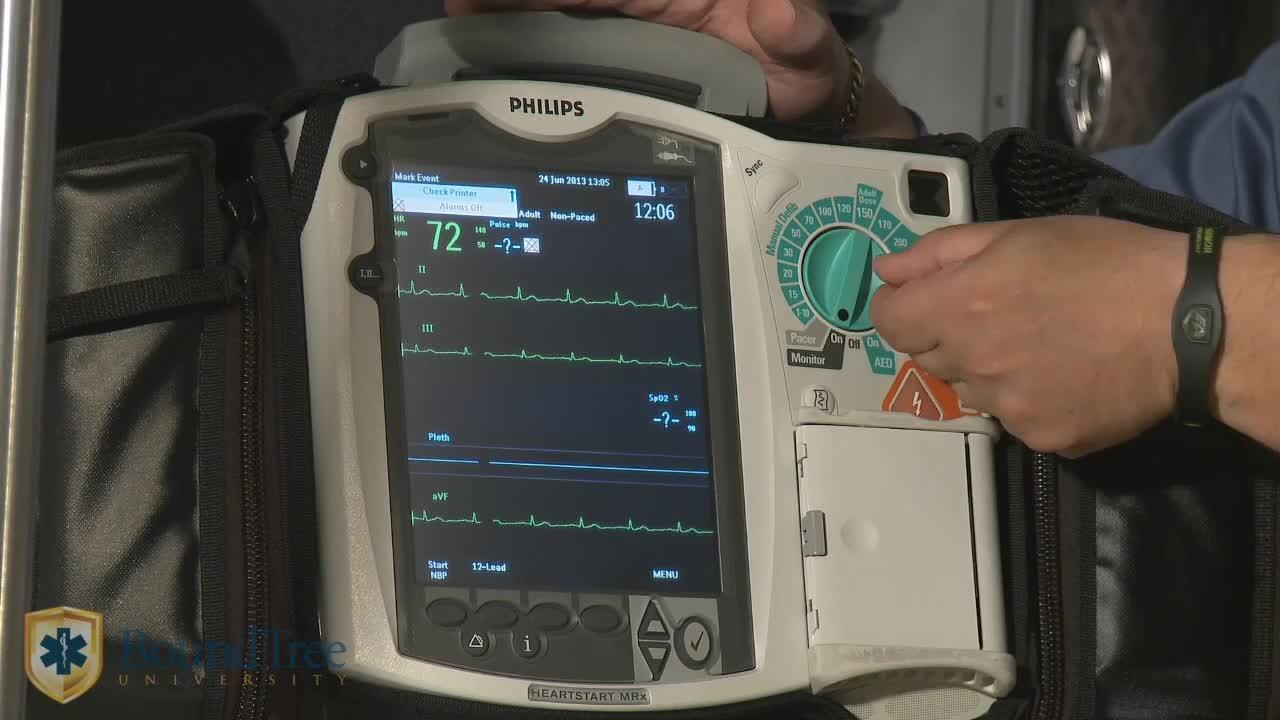 PHILIPS
Mark Event
24 Jun 2013 13:05
A
B
Check Printer
Alarms Off
Adult
Non-Paced
12:06
HR
bpm
72
140
50
Pulse bpm
-?-
II
III
SpO2 %
-?-
100
90
Pleth
aVF
Start
NBP
12-Lead
MENU
I,II...
i
HEARTSTART MRx
Sync
Manual Defib
Adult
Dose
1-10
15
20
30
50
70
100
120
150
170
200
Pacer
Monitor
On
Off
On
AED
BoundTree
UNIVERSITY